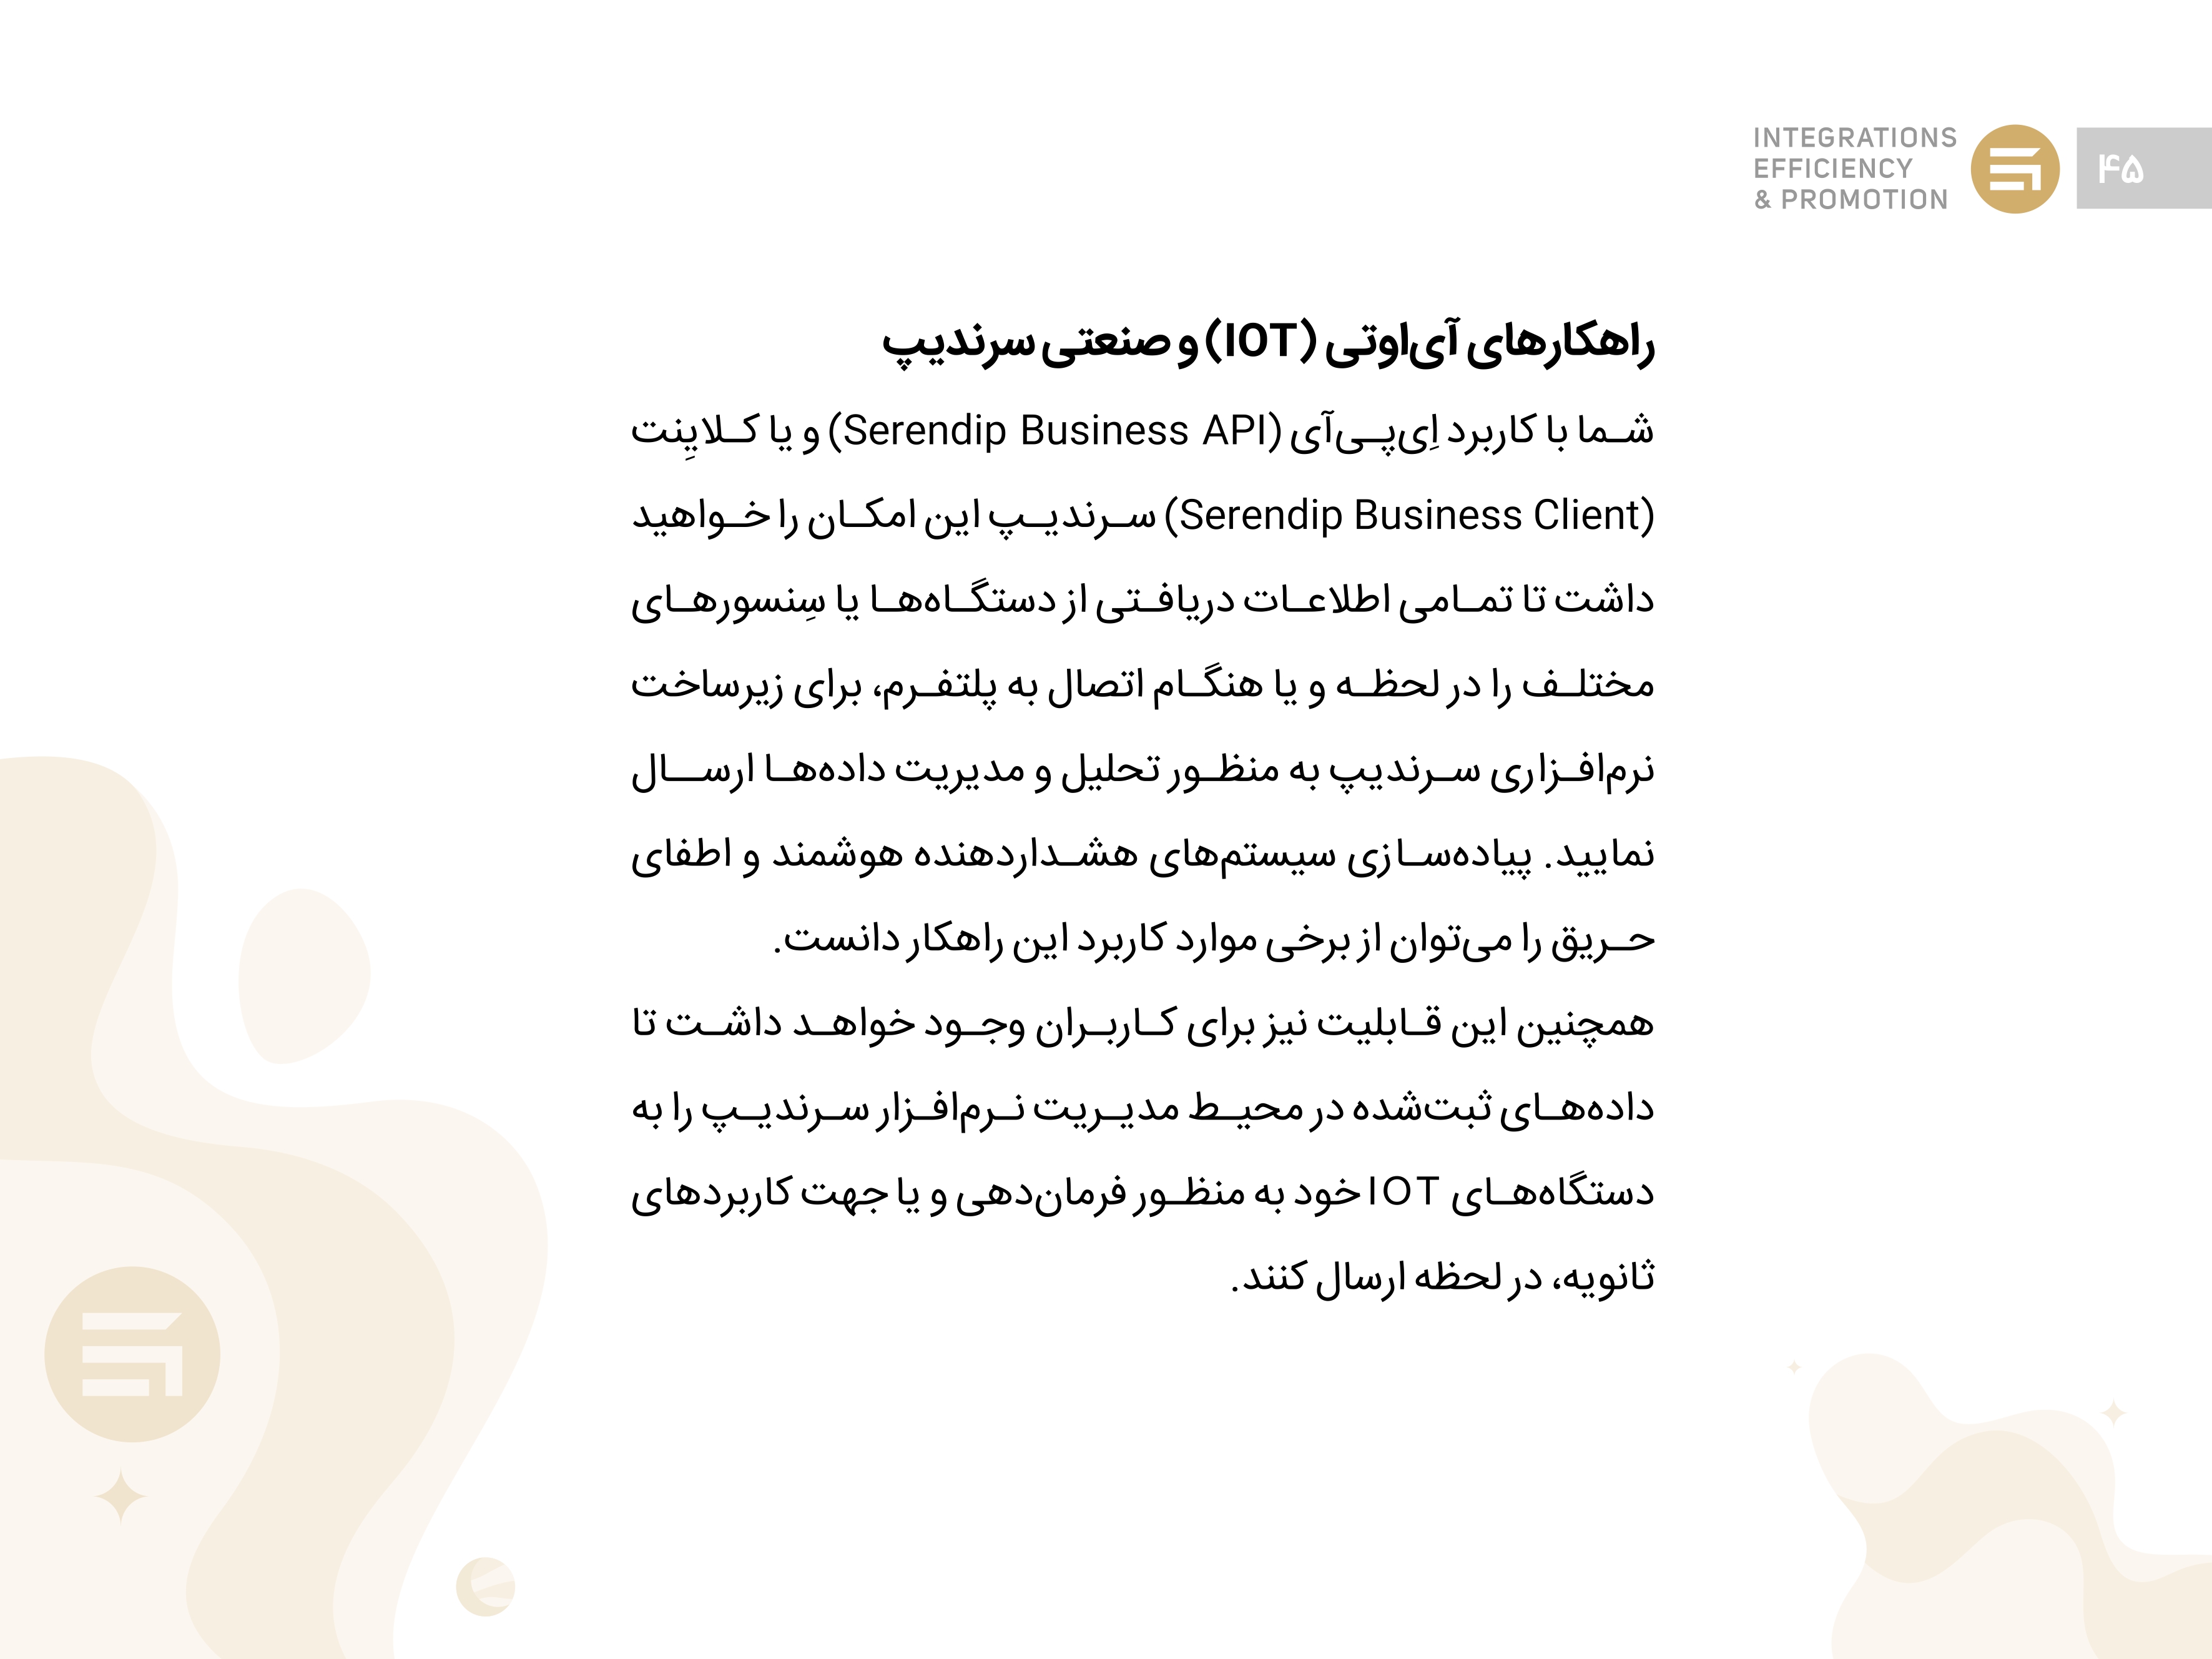 INTEGRATIONS
EFFICIENCY
& PROMOTION
۴۵
راهکارهای آی‌اوتی (IOT) و صنعتی سرندیپ
شـما با کاربرد اِی‌پـی‌آی (Serendip Business API) و یا کـلایِنت
(Serendip Business Client) سـرندیـپ این امکـان را خـواهید
داشت تا تمـامی اطلاعـات دریافـتی از دستگـاه‌هـا یا سِنسورهـای
مختلـف را در لحظـه و یا هنگـام اتصال به پلتفـرم، برای زیرساخت
نرم‌افـزاری سـرندیپ به منظـور تحلیل و مدیریت داده‌هـا ارسـال
نمایید. پیاده‌سـازی سیستم‌های هشـداردهنده هوشمند و اطفای
حـریق را می‌توان از برخی موارد کاربرد این راهکار دانست.
همچنین این قـابلیت نیز برای کـاربـران وجـود خواهـد داشـت تا
داده‌هـای ثبت‌شده در محیـط مدیـریت نـرم‌افـزار سـرندیـپ را به
دستگاه‌هـای IOT خود به منظـور فرمان‌دهی و یا جهت کاربردهای
ثانویه، در لحظه ارسال کنند.